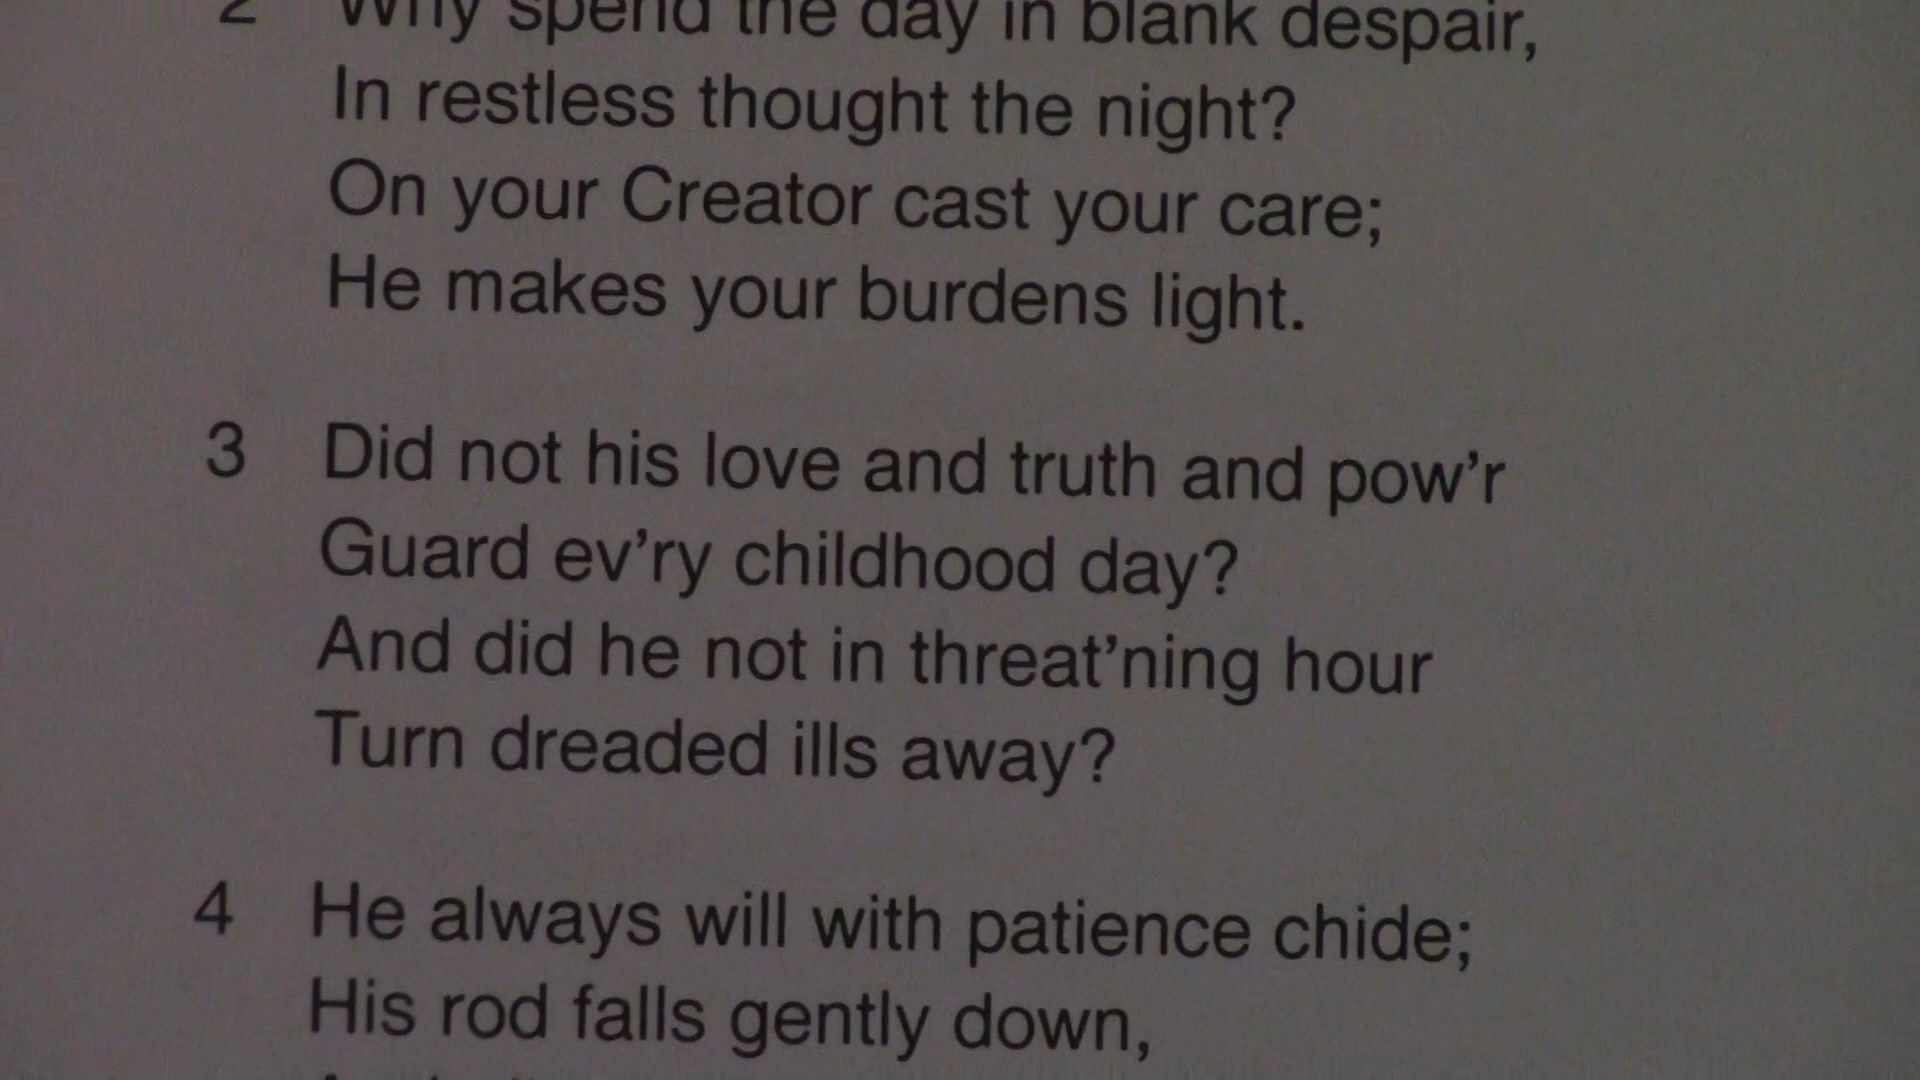 2 Why spend the day in blank despair,
In restless thought the night?
On your Creator cast your care;
He makes your burdens light.
3 Did not his love and truth and pow'r
Guard ev'ry childhood day?
And did he not in threat'ning hour
Turn dreaded ills away?
4 He always will with patience chide;
His rod falls gently down,